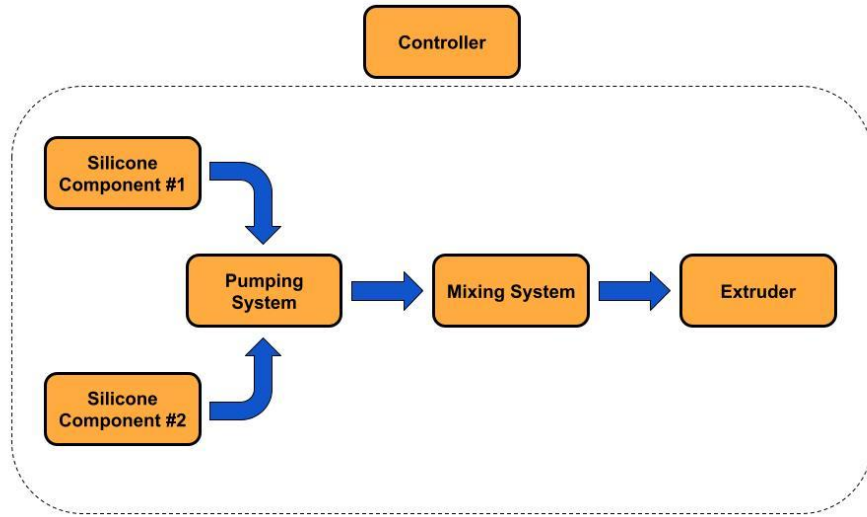 Controller
Silicone
Component #1
Pumping
System
Mixing System
Extruder
Silicone
Component #2